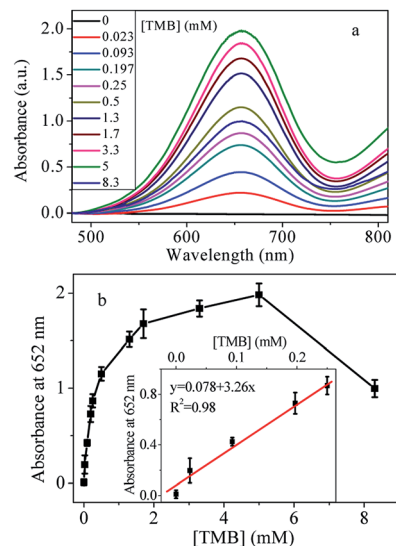 a
[TMB] (mM)
0
0.023
0.093
0.197
0.25
0.5
1.3
1.7
3.3
5
8.3
Absorbance (a.u.)
2.0
1.5
1.0
0.5
0.0
500 600 700 800
Wavelength (nm)
b
Absorbance at 652 nm
2
1
0
[TMB] (mM)
0.0 0.1 0.2
y=0.078+3.26x
R²=0.98
Absorbance at 652 nm
0.8
0.4
0.0
0 2 4 6 8
[TMB] (mM)